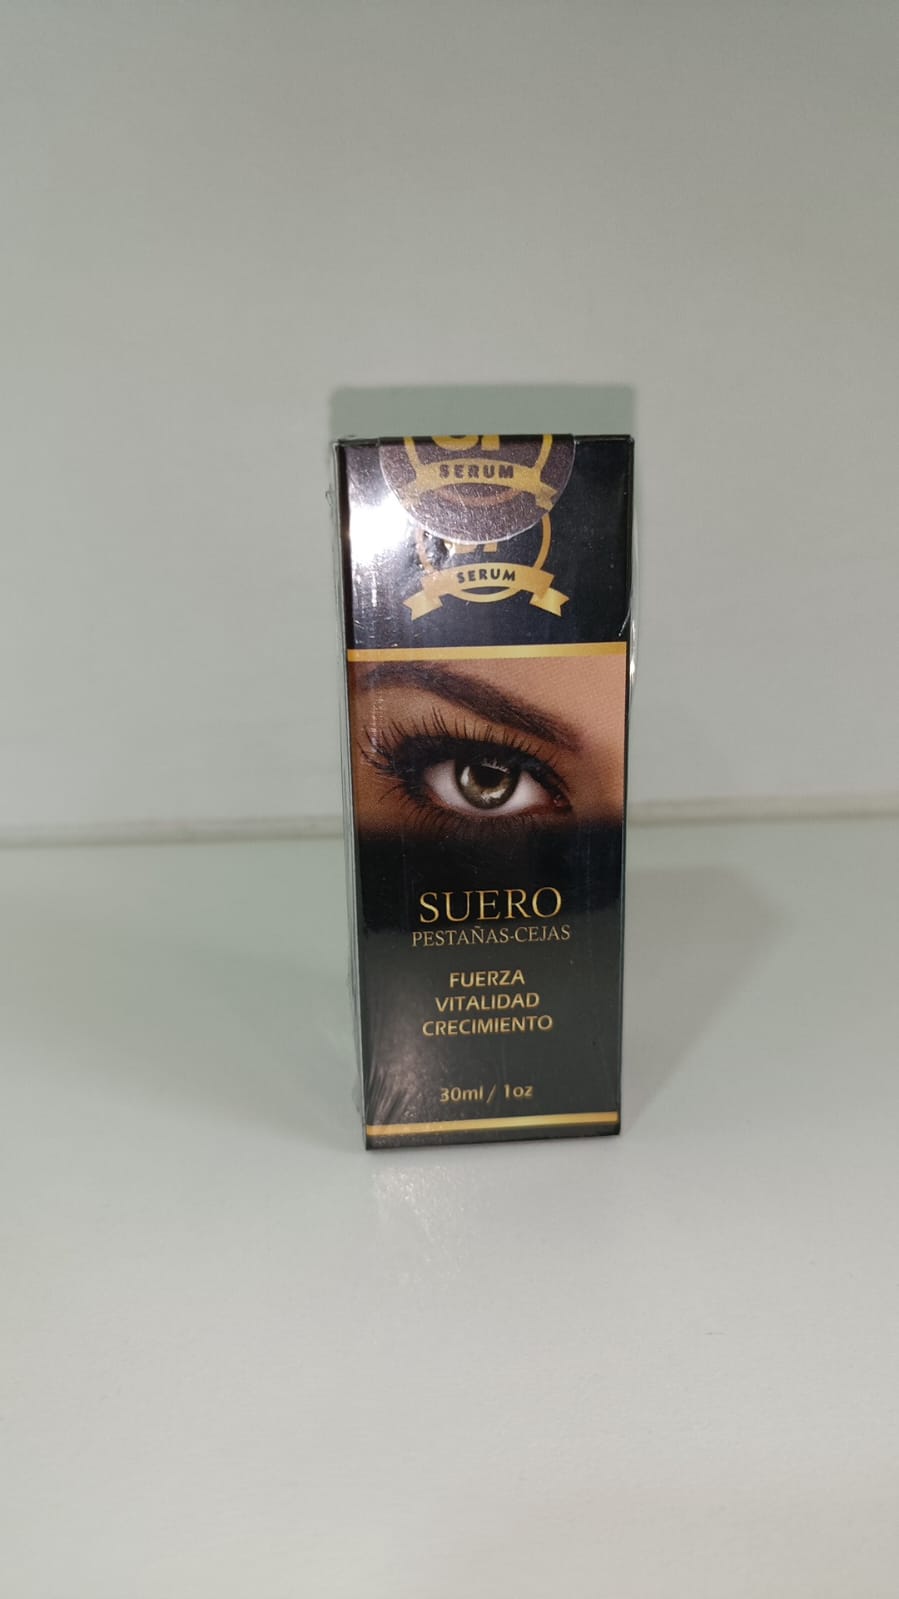 SERUM
SERUM
SUERO
PESTAÑAS-CEJAS
FUERZA
VITALIDAD
CRECIMIENTO
30ml / 1oz